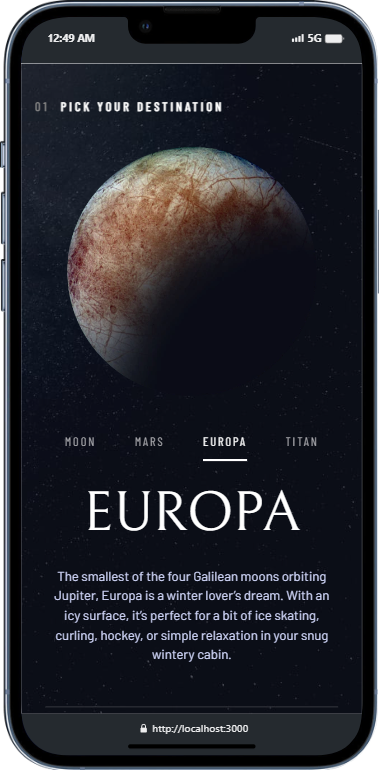 12:49 AM
5G
01 PICK YOUR DESTINATION
MOON MARS EUROPA TITAN
EUROPA
The smallest of the four Galilean moons orbiting
Jupiter, Europa is a winter lover’s dream. With an
icy surface, it’s perfect for a bit of ice skating,
curling, hockey, or simple relaxation in your snug
wintery cabin.
http://localhost:3000